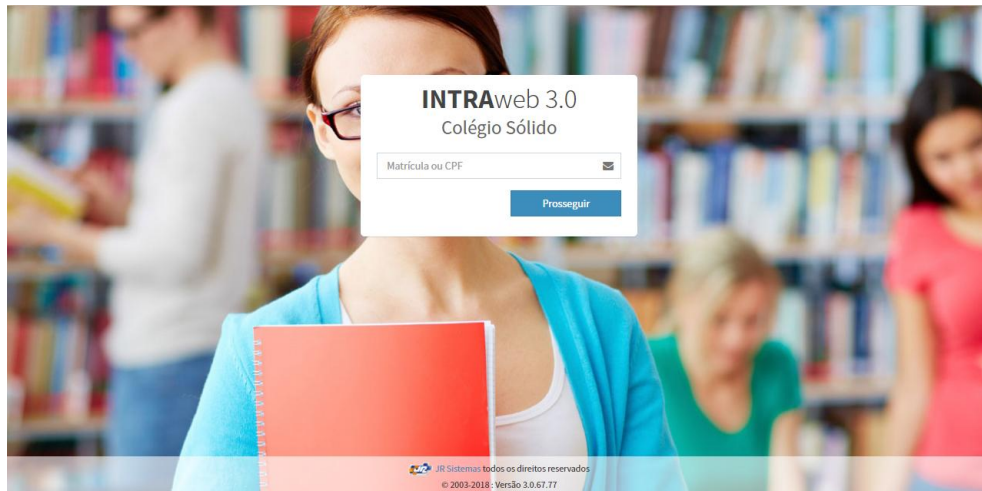 INTRAweb 3.0
Colégio Sólido
Matrícula ou CPF
Prosseguir
JR Sistemas todos os direitos reservados
© 2003-2018 : Versão 3.0.67.77